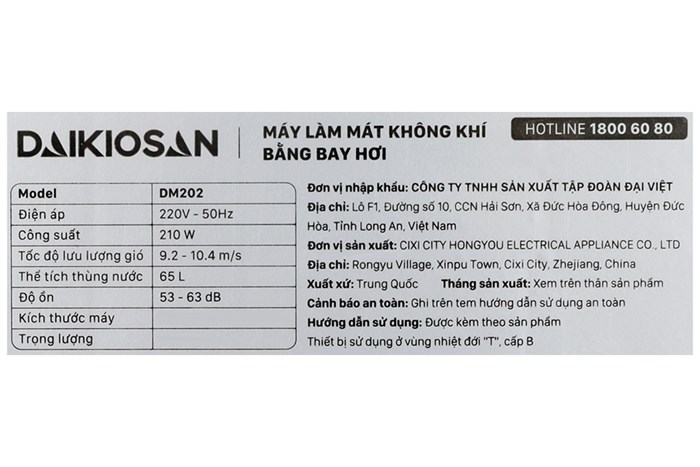 DAIKIOSAN
MÁY LÀM MÁT KHÔNG KHÍ
BẰNG BAY HƠI
HOTLINE 1800 60 80
Model DM202
Điện áp 220V - 50Hz
Công suất 210 W
Tốc độ lưu lượng gió 9.2 - 10.4 m/s
Thể tích thùng nước 65 L
Độ ồn 53 - 63 dB
Kích thước máy
Trọng lượng
Đơn vị nhập khẩu: CÔNG TY TNHH SẢN XUẤT TẬP ĐOÀN ĐẠI VIỆT
Địa chỉ: Lô F1, Đường số 10, CCN Hải Sơn, Xã Đức Hòa Đông, Huyện Đức
Hòa, Tỉnh Long An, Việt Nam
Đơn vị sản xuất: CIXI CITY HONGYOU ELECTRICAL APPLIANCE CO., LTD
Địa chỉ: Rongyu Village, Xinpu Town, Cixi City, Zhejiang, China
Xuất xứ: Trung Quốc Tháng sản xuất: Xem trên thân sản phẩm
Cảnh báo an toàn: Ghi trên tem hướng dẫn sử dụng an toàn
Hướng dẫn sử dụng: Được kèm theo sản phẩm
Thiết bị sử dụng ở vùng nhiệt đới "T", cấp B